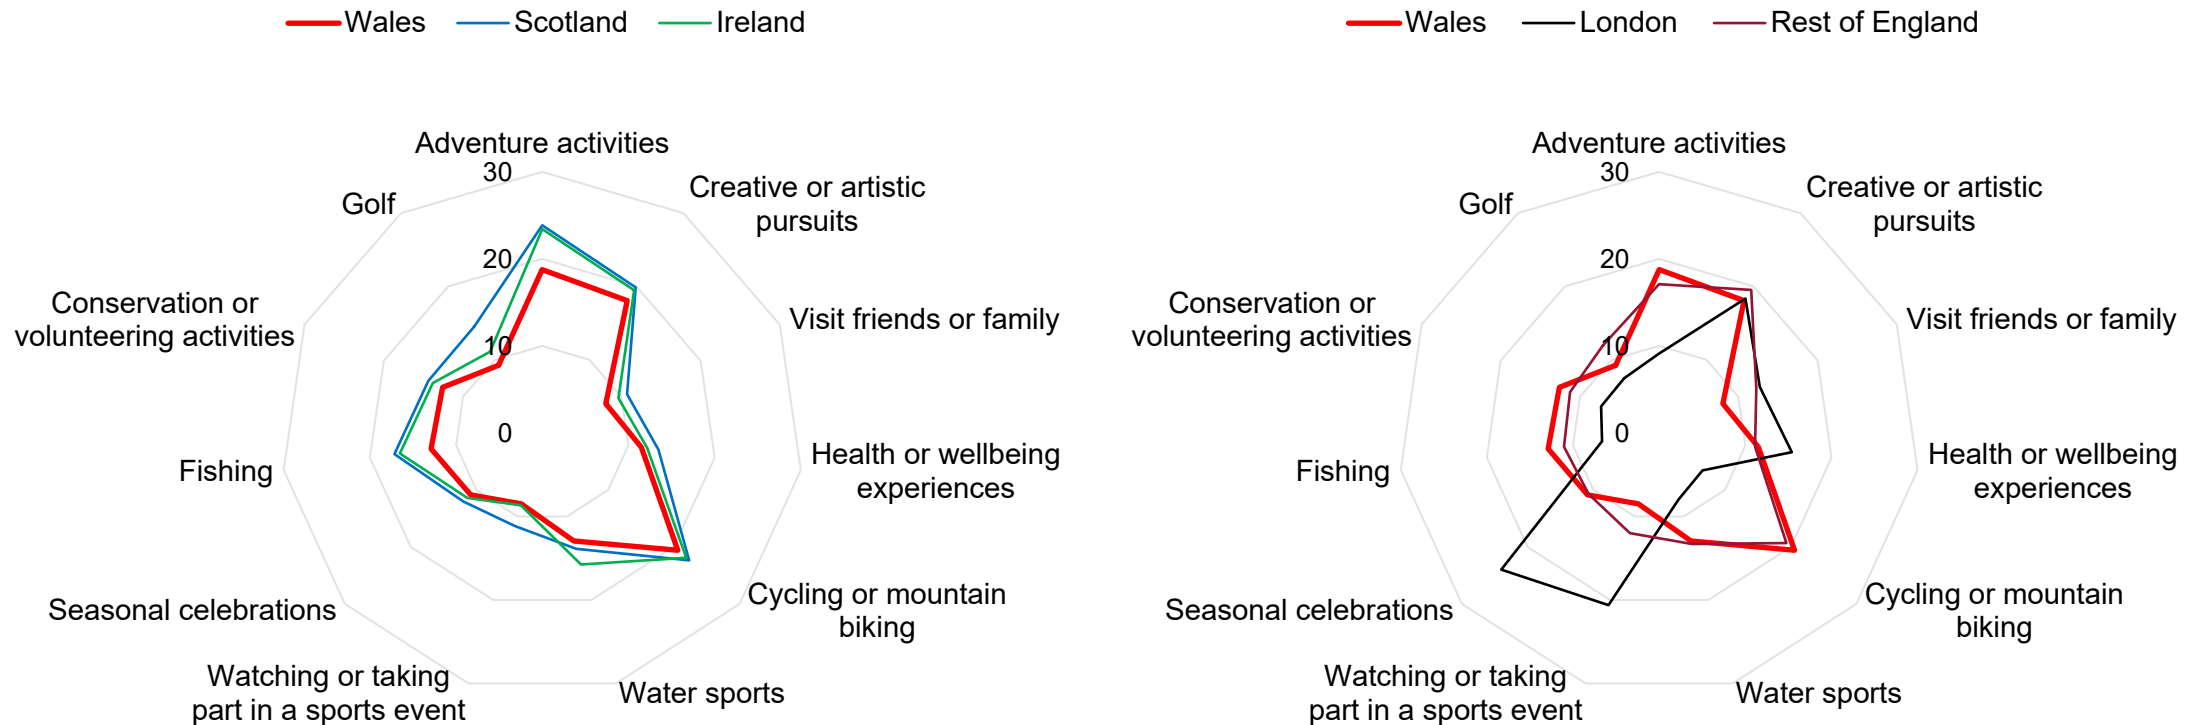 Wales Scotland Ireland
Adventure activities
30
Golf
Creative or artistic
pursuits
20
Conservation or
volunteering activities
10
Visit friends or family
0
Fishing
Health or wellbeing
experiences
Seasonal celebrations
Cycling or mountain
biking
Watching or taking
part in a sports event
Water sports
Wales London Rest of England
Adventure activities
30
Golf
Creative or artistic
pursuits
20
Conservation or
volunteering activities
10
Visit friends or family
0
Fishing
Health or wellbeing
experiences
Seasonal celebrations
Cycling or mountain
biking
Watching or taking
part in a sports event
Water sports